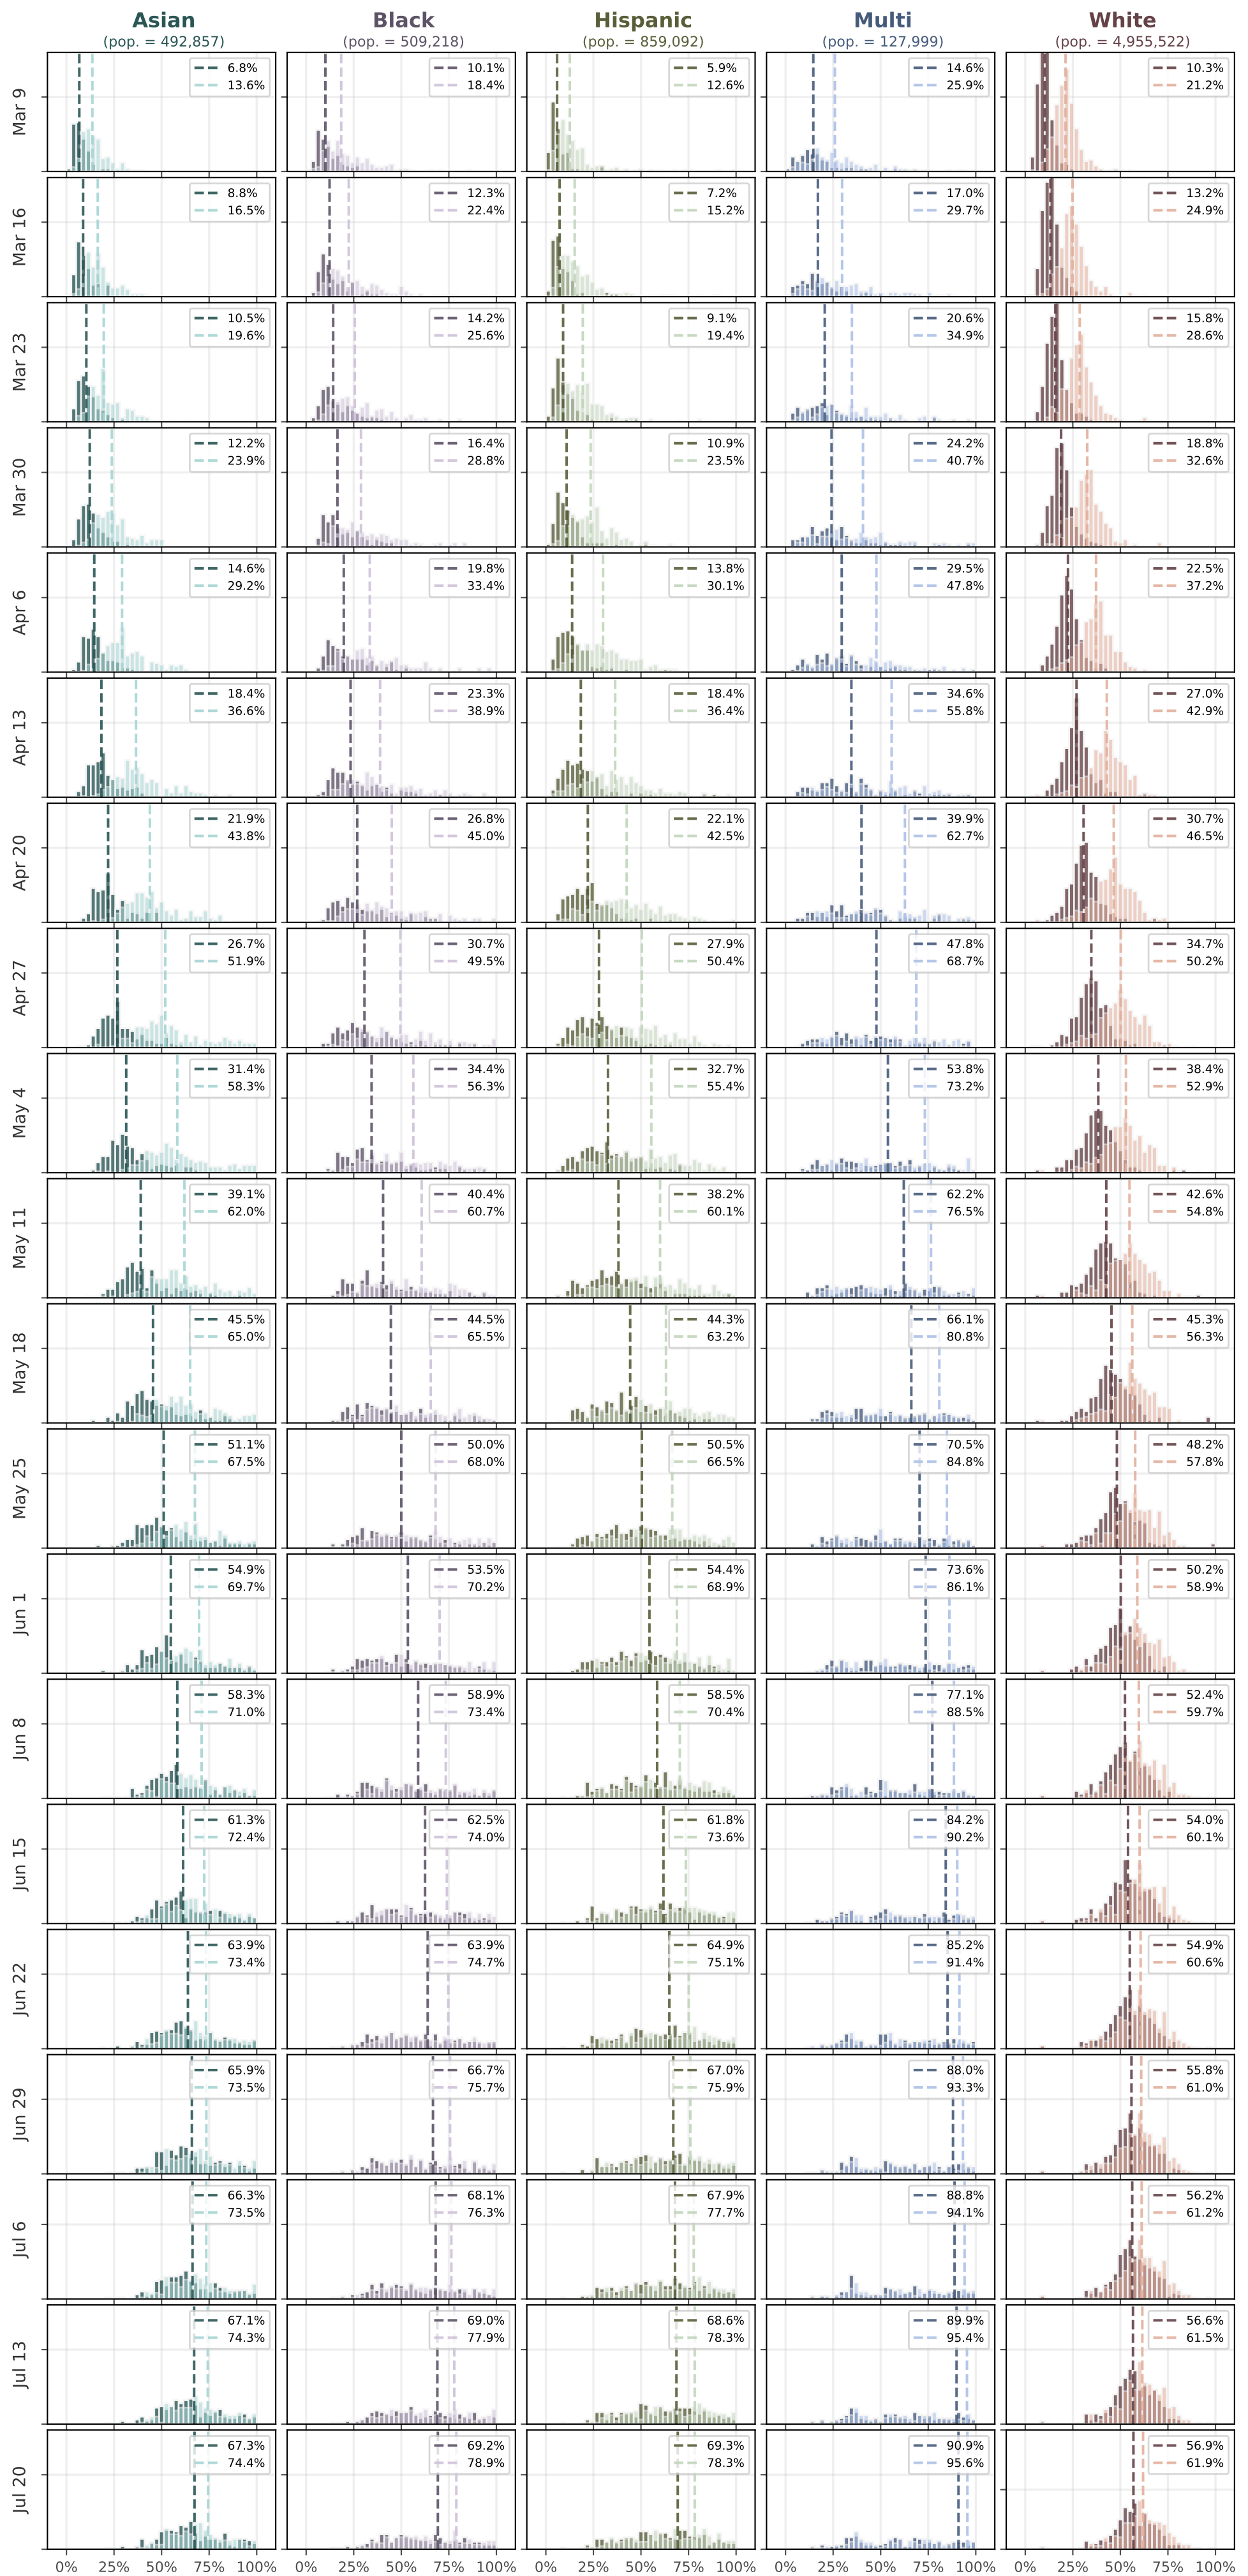 Asian Black Hispanic Multi White
(pop. = 492,857) (pop. = 509,218) (pop. = 859,092) (pop. = 127,999) (pop. = 4,955,522)
Mar 9
6.8% 10.1% 5.9% 14.6% 10.3%
13.6% 18.4% 12.6% 25.9% 21.2%
Mar 16
8.8% 12.3% 7.2% 17.0% 13.2%
16.5% 22.4% 15.2% 29.7% 24.9%
Mar 23
10.5% 14.2% 9.1% 20.6% 15.8%
19.6% 25.6% 19.4% 34.9% 28.6%
Mar 30
12.2% 16.4% 10.9% 24.2% 18.8%
23.9% 28.8% 23.5% 40.7% 32.6%
Apr 6
14.6% 19.8% 13.8% 29.5% 22.5%
29.2% 33.4% 30.1% 47.8% 37.2%
Apr 13
18.4% 23.3% 18.4% 34.6% 27.0%
36.6% 38.9% 36.4% 55.8% 42.9%
Apr 20
21.9% 26.8% 22.1% 39.9% 30.7%
43.8% 45.0% 42.5% 62.7% 46.5%
Apr 27
26.7% 30.7% 27.9% 47.8% 34.7%
51.9% 49.5% 50.4% 68.7% 50.2%
May 4
31.4% 34.4% 32.7% 53.8% 38.4%
58.3% 56.3% 55.4% 73.2% 52.9%
May 11
39.1% 40.4% 38.2% 62.2% 42.6%
62.0% 60.7% 60.1% 76.5% 54.8%
May 18
45.5% 44.5% 44.3% 66.1% 45.3%
65.0% 65.5% 63.2% 80.8% 56.3%
May 25
51.1% 50.0% 50.5% 70.5% 48.2%
67.5% 68.0% 66.5% 84.8% 57.8%
Jun 1
54.9% 53.5% 54.4% 73.6% 50.2%
69.7% 70.2% 68.9% 86.1% 58.9%
Jun 8
58.3% 58.9% 58.5% 77.1% 52.4%
71.0% 73.4% 70.4% 88.5% 59.7%
Jun 15
61.3% 62.5% 61.8% 84.2% 54.0%
72.4% 74.0% 73.6% 90.2% 60.1%
Jun 22
63.9% 63.9% 64.9% 85.2% 54.9%
73.4% 74.7% 75.1% 91.4% 60.6%
Jun 29
65.9% 66.7% 67.0% 88.0% 55.8%
73.5% 75.7% 75.9% 93.3% 61.0%
Jul 6
66.3% 68.1% 67.9% 88.8% 56.2%
73.5% 76.3% 77.7% 94.1% 61.2%
Jul 13
67.1% 69.0% 68.6% 89.9% 56.6%
74.3% 77.9% 78.3% 95.4% 61.5%
Jul 20
67.3% 69.2% 69.3% 90.9% 56.9%
74.4% 78.9% 78.3% 95.6% 61.9%
0% 25% 50% 75% 100% 0% 25% 50% 75% 100% 0% 25% 50% 75% 100% 0% 25% 50% 75% 100% 0% 25% 50% 75% 100%